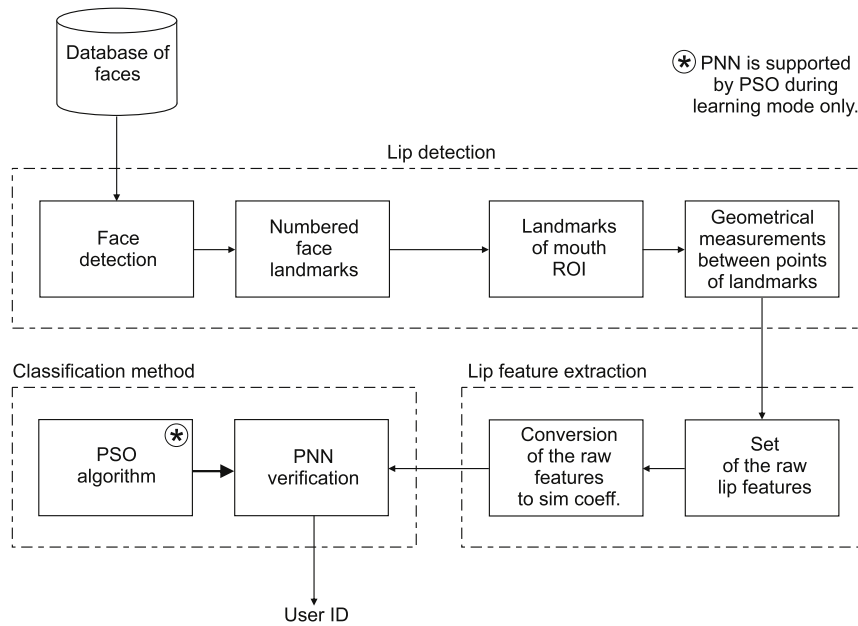 Database of
faces
* PNN is supported
by PSO during
learning mode only.
Lip detection
Face
detection
Numbered
face
landmarks
Landmarks
of mouth
ROI
Geometrical
measurements
between points
of landmarks
Classification method
Lip feature extraction
PSO
algorithm
*
PNN
verification
Conversion
of the raw
features
to sim coeff.
Set
of the raw
lip features
User ID